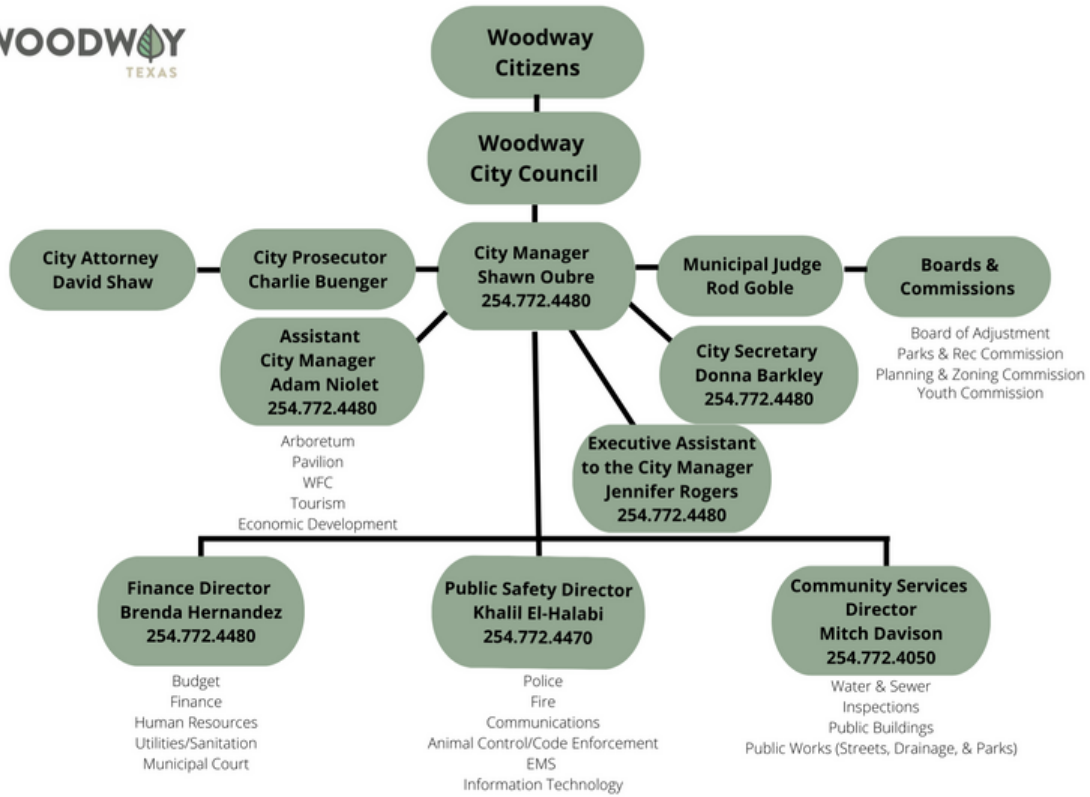 WOODWAY
TEXAS
Woodway
Citizens
Woodway
City Council
City Attorney
David Shaw
City Prosecutor
Charlie Buenger
City Manager
Shawn Oubre
254.772.4480
Municipal Judge
Rod Goble
Boards &
Commissions
Board of Adjustment
Parks & Rec Commission
Planning & Zoning Commission
Youth Commission
Assistant
City Manager
Adam Niolet
254.772.4480
Arboretum
Pavilion
WFC
Tourism
Economic Development
City Secretary
Donna Barkley
254.772.4480
Executive Assistant
to the City Manager
Jennifer Rogers
254.772.4480
Finance Director
Brenda Hernandez
254.772.4480
Budget
Finance
Human Resources
Utilities/Sanitation
Municipal Court
Public Safety Director
Khalil El-Halabi
254.772.4470
Police
Fire
Communications
Animal Control/Code Enforcement
EMS
Information Technology
Community Services
Director
Mitch Davison
254.772.4050
Water & Sewer
Inspections
Public Buildings
Public Works (Streets, Drainage, & Parks)